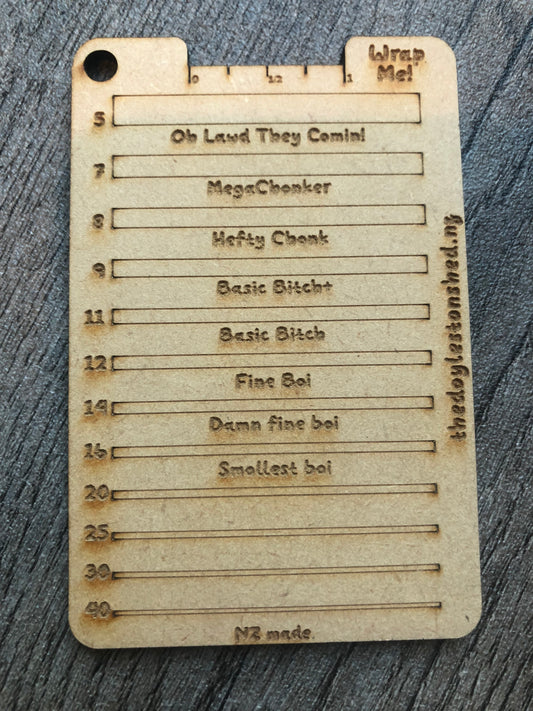 Wrap
Me!
0 1/2 1
5
Oh Lawd They Comin!
7
MegaChonker
8
Hefty Chonk
9
Basic Bitch+
11
Basic Bitch
12
Fine Boi
14
Damn fine boi
16
Smollest boi
20
25
30
40
NZ made.
thedoylestonshed.nz